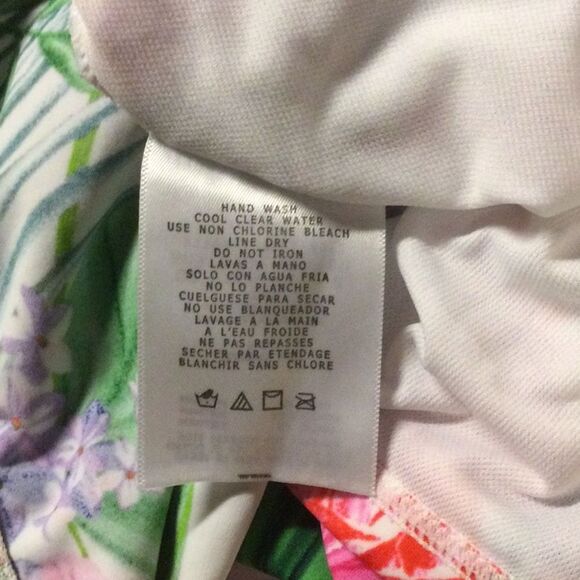 HAND WASH
COOL CLEAR WATER
USE NON CHLORINE BLEACH
LINE DRY
DO NOT IRON
LAVAS A MANO
SOLO CON AGUA FRIA
NO LO PLANCHE
CUELGUESE PARA SECAR
NO USE BLANQUEADOR
LAVAGE A LA MAIN
A L'EAU FROIDE
NE PAS REPASSES
SECHER PAR ETENDAGE
BLANCHIR SANS CHLORE